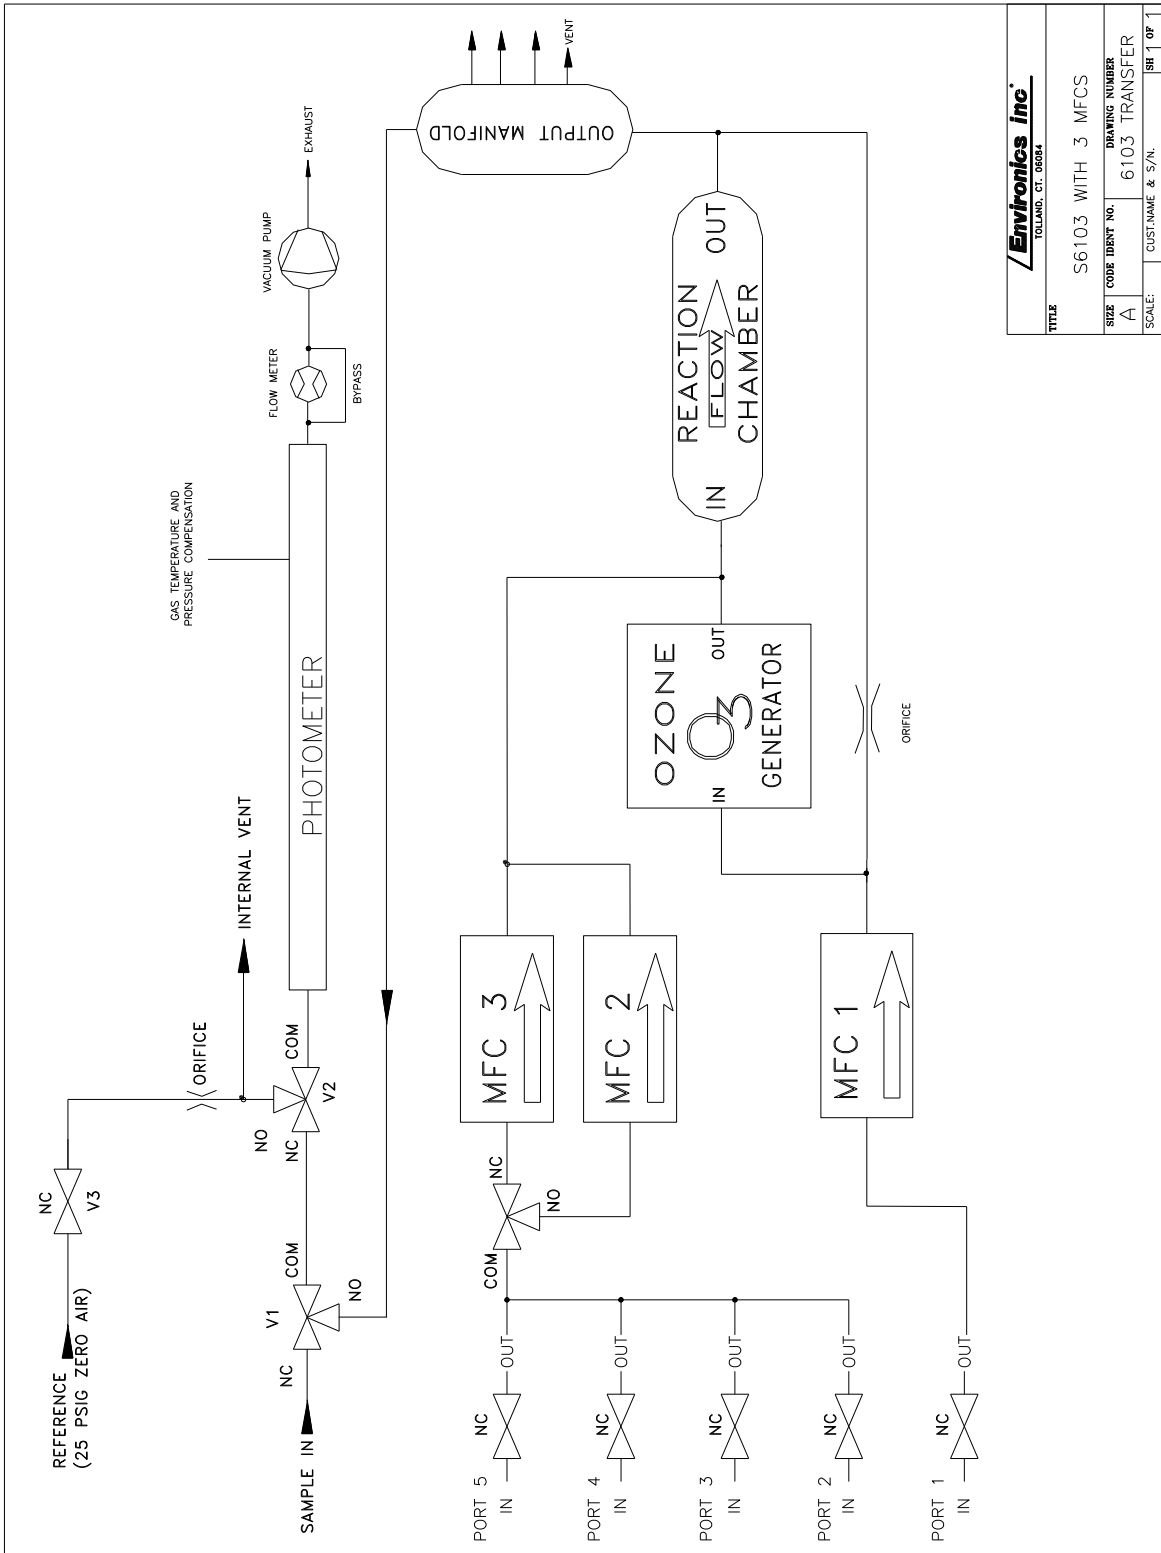 REFERENCE
(25 PSIG ZERO AIR)
NC
V3
ORIFICE
INTERNAL VENT
SAMPLE IN
NC
V1
COM
NO
NO
NC
V2
COM
PHOTOMETER
GAS TEMPERATURE AND
PRESSURE COMPENSATION
FLOW METER
BYPASS
VACUUM PUMP
EXHAUST
OUTPUT MANIFOLD
VENT
PORT 5
IN
NC
OUT
PORT 4
IN
NC
OUT
PORT 3
IN
NC
OUT
PORT 2
IN
NC
OUT
PORT 1
IN
NC
OUT
COM
NC
NO
MFC 3
MFC 2
MFC 1
OZONE
IN
O3
OUT
GENERATOR
ORIFICE
REACTION
IN
FLOW
OUT
CHAMBER
Environics inc
TOLLAND, CT. 06084
TITLE
S6103 WITH 3 MFCS
SIZE
A
CODE IDENT NO.
DRAWING NUMBER
6103 TRANSFER
SCALE:
CUST.NAME & S/N.
SH 1 OF 1